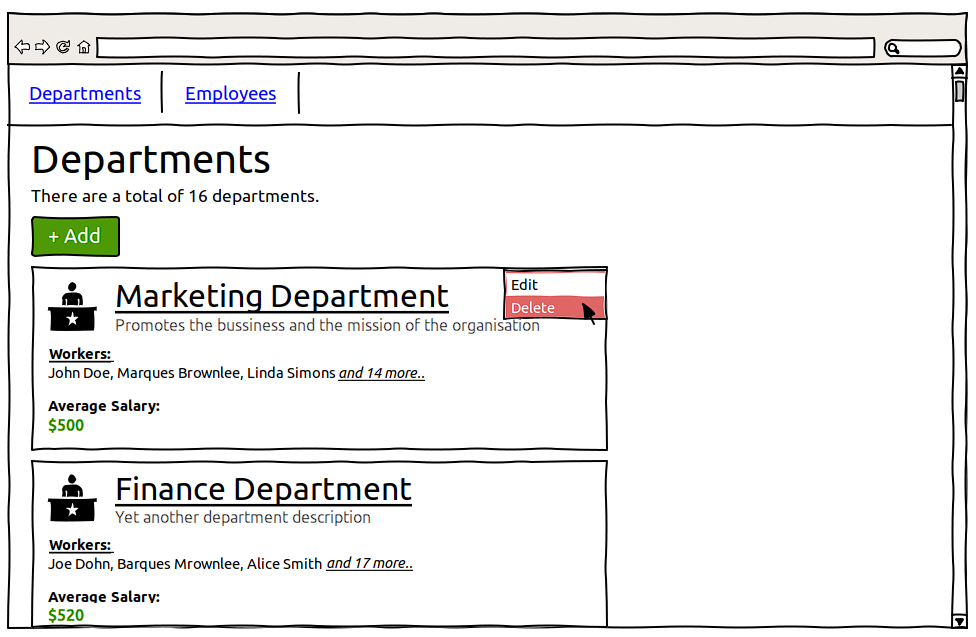 Departments
Employees
Departments
There are a total of 16 departments.
+ Add
Marketing Department
Edit
Delete
Promotes the bussiness and the mission of the organisation
Workers:
John Doe, Marques Brownlee, Linda Simons and 14 more..
Average Salary:
$500
Finance Department
Yet another department description
Workers:
Joe Dohn, Barques Mrownlee, Alice Smith and 17 more..
Average Salary:
$520